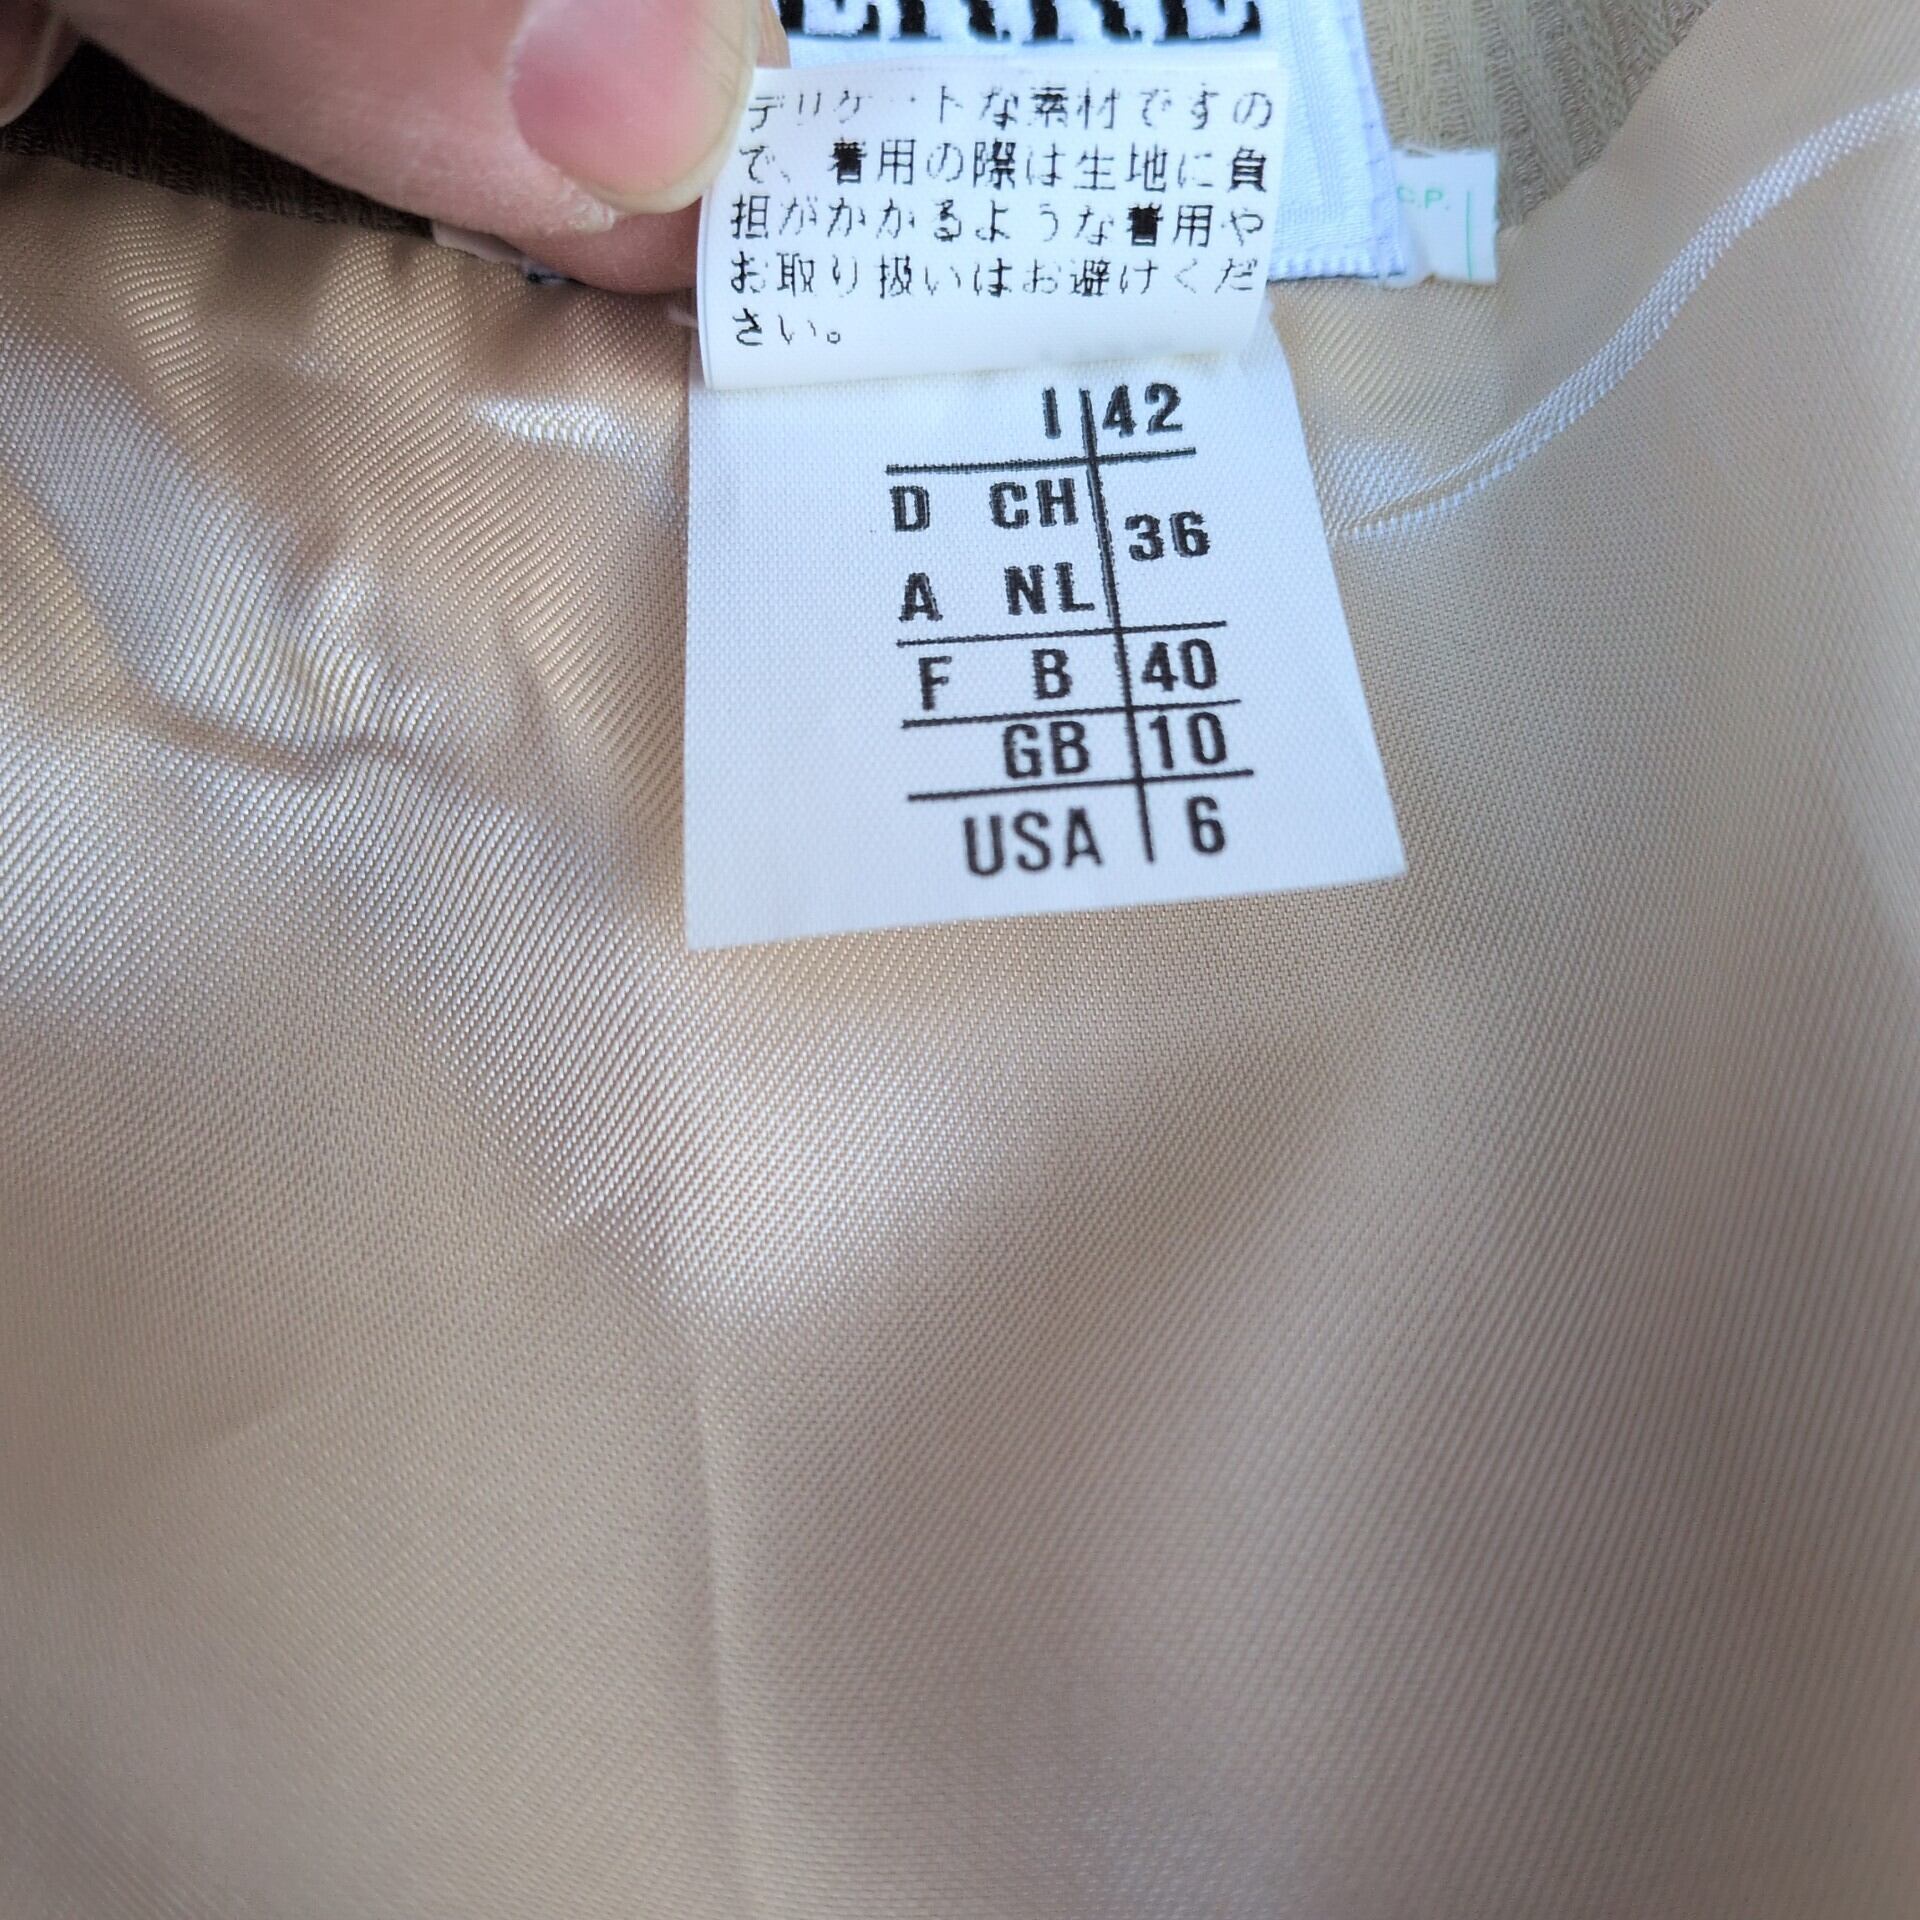 ERRE
デリケートな素材ですの
で、着用の際は生地に負
担がかかるような着用や
お取り扱いはお避けくだ
さい。
C.P.
I 42
D CH 36
A NL
F B 40
GB 10
USA 6